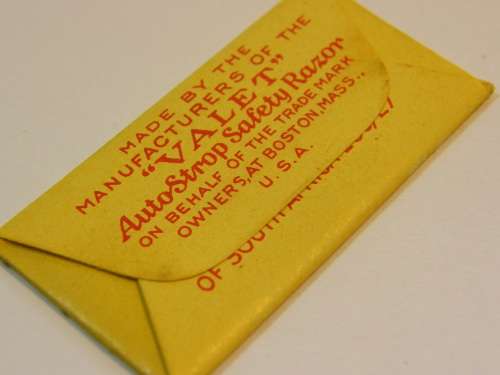 MADE BY THE
MANUFACTURERS OF THE
"VALET"
AutoStrop Safety Razor
ON BEHALF OF THE TRADE MARK
OWNERS, AT BOSTON, MASS.,
U. S. A.
OF SOUTH